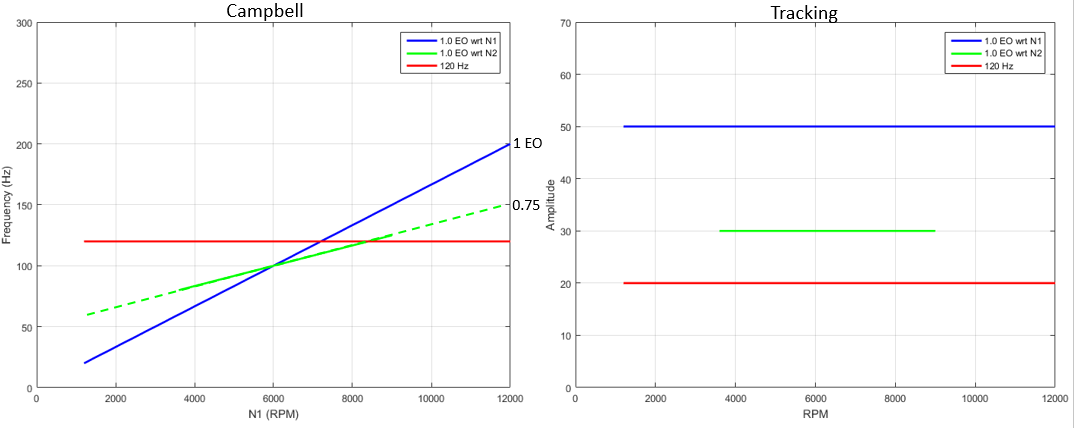 Campbell
300
250
200
150
100
50
0
Frequency (Hz)
1.0 EO wrt N1
1.0 EO wrt N2
120 Hz
1 EO
0.75
0 2000 4000 6000 8000 10000 12000
N1 (RPM)
Tracking
70
60
50
40
30
20
10
0
Amplitude
1.0 EO wrt N1
1.0 EO wrt N2
120 Hz
0 2000 4000 6000 8000 10000 12000
RPM